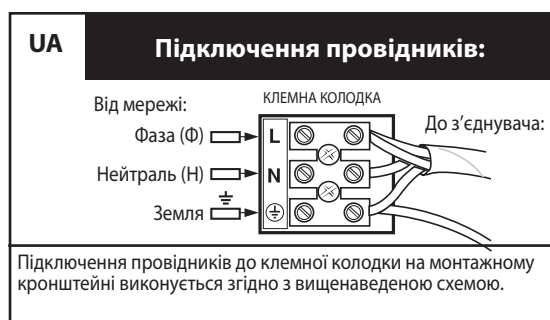 UA
Підключення провідників:
Від мережі:
КЛЕМНА КОЛОДКА
До з’єднувача:
Фаза (Ф)
L
Нейтраль (Н)
N
Земля
Підключення провідників до клемної колодки на монтажному
кронштейні виконується згідно з вищенаведеною схемою.